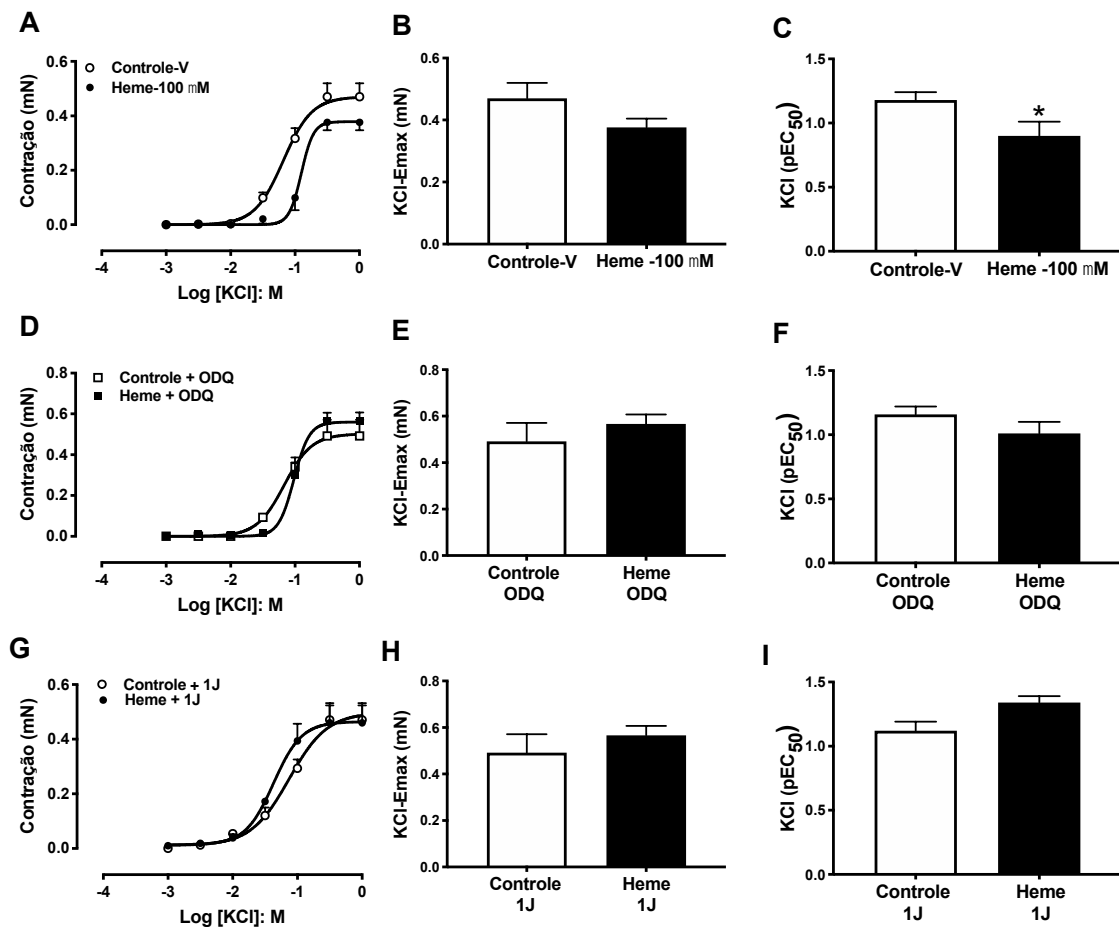 A
Controle-V
Heme-100 mM
Contração (mN)
0.6
0.4
0.2
0.0
-4 -3 -2 -1 0
Log [KCl]: M
B
KCl-Emax (mN)
0.6
0.4
0.2
0.0
Controle-V Heme -100 mM
C
KCl (pEC50)
1.5
1.0
0.5
0.0
*
Controle-V Heme -100 mM
D
Controle + ODQ
Heme + ODQ
Contração (mN)
0.6
0.4
0.2
0.0
-4 -3 -2 -1 0
Log [KCl]: M
E
KCl-Emax (mN)
0.8
0.6
0.4
0.2
0.0
Controle Heme
ODQ ODQ
F
KCl (pEC50)
1.5
1.0
0.5
0.0
Controle Heme
ODQ ODQ
G
Controle + 1J
Heme + 1J
Contração (mN)
0.6
0.4
0.2
0.0
-4 -3 -2 -1 0
Log [KCl]: M
H
KCl-Emax (mN)
0.8
0.6
0.4
0.2
0.0
Controle Heme
1J 1J
I
KCl (pEC50)
1.5
1.0
0.5
0.0
Controle Heme
1J 1J